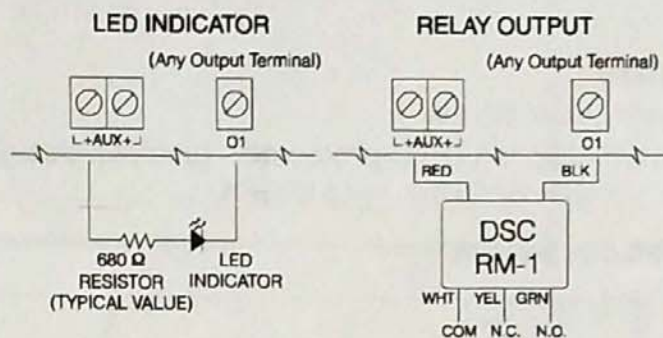 LED INDICATOR
(Any Output Terminal)
∟+AUX+⅃
O1
680 Ω
RESISTOR
(TYPICAL VALUE)
LED
INDICATOR
RELAY OUTPUT
(Any Output Terminal)
∟+AUX+⅃
O1
RED
BLK
DSC
RM-1
WHT YEL GRN
COM N.C. N.O.